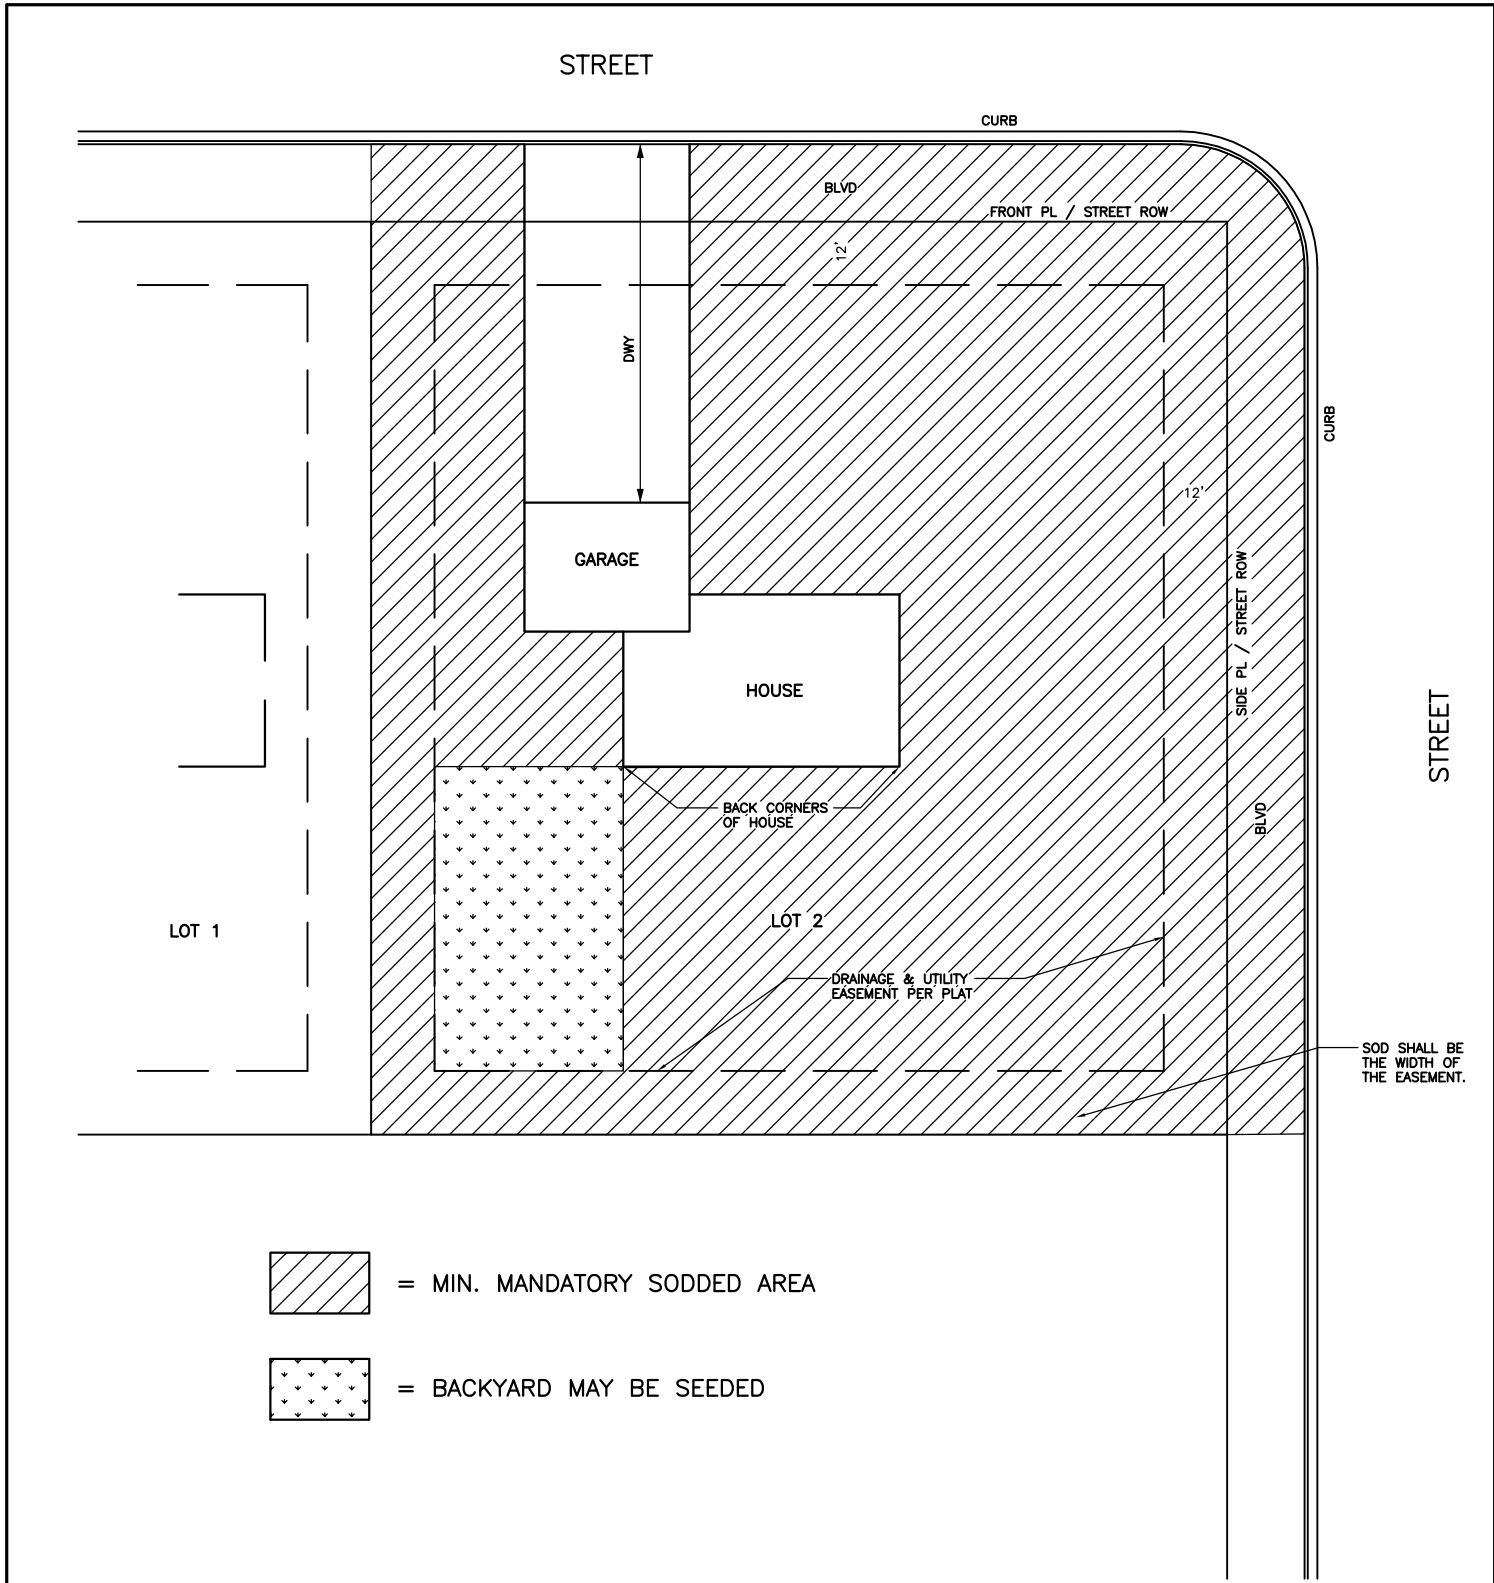 STREET
CURB
BLVD
FRONT PL / STREET ROW
12'
DWY
CURB
12'
GARAGE
SIDE PL / STREET ROW
HOUSE
STREET
BACK CORNERS
OF HOUSE
BLVD
LOT 1
LOT 2
DRAINAGE & UTILITY
EASEMENT PER PLAT
SOD SHALL BE
THE WIDTH OF
THE EASEMENT.
= MIN. MANDATORY SODDED AREA
= BACKYARD MAY BE SEEDED